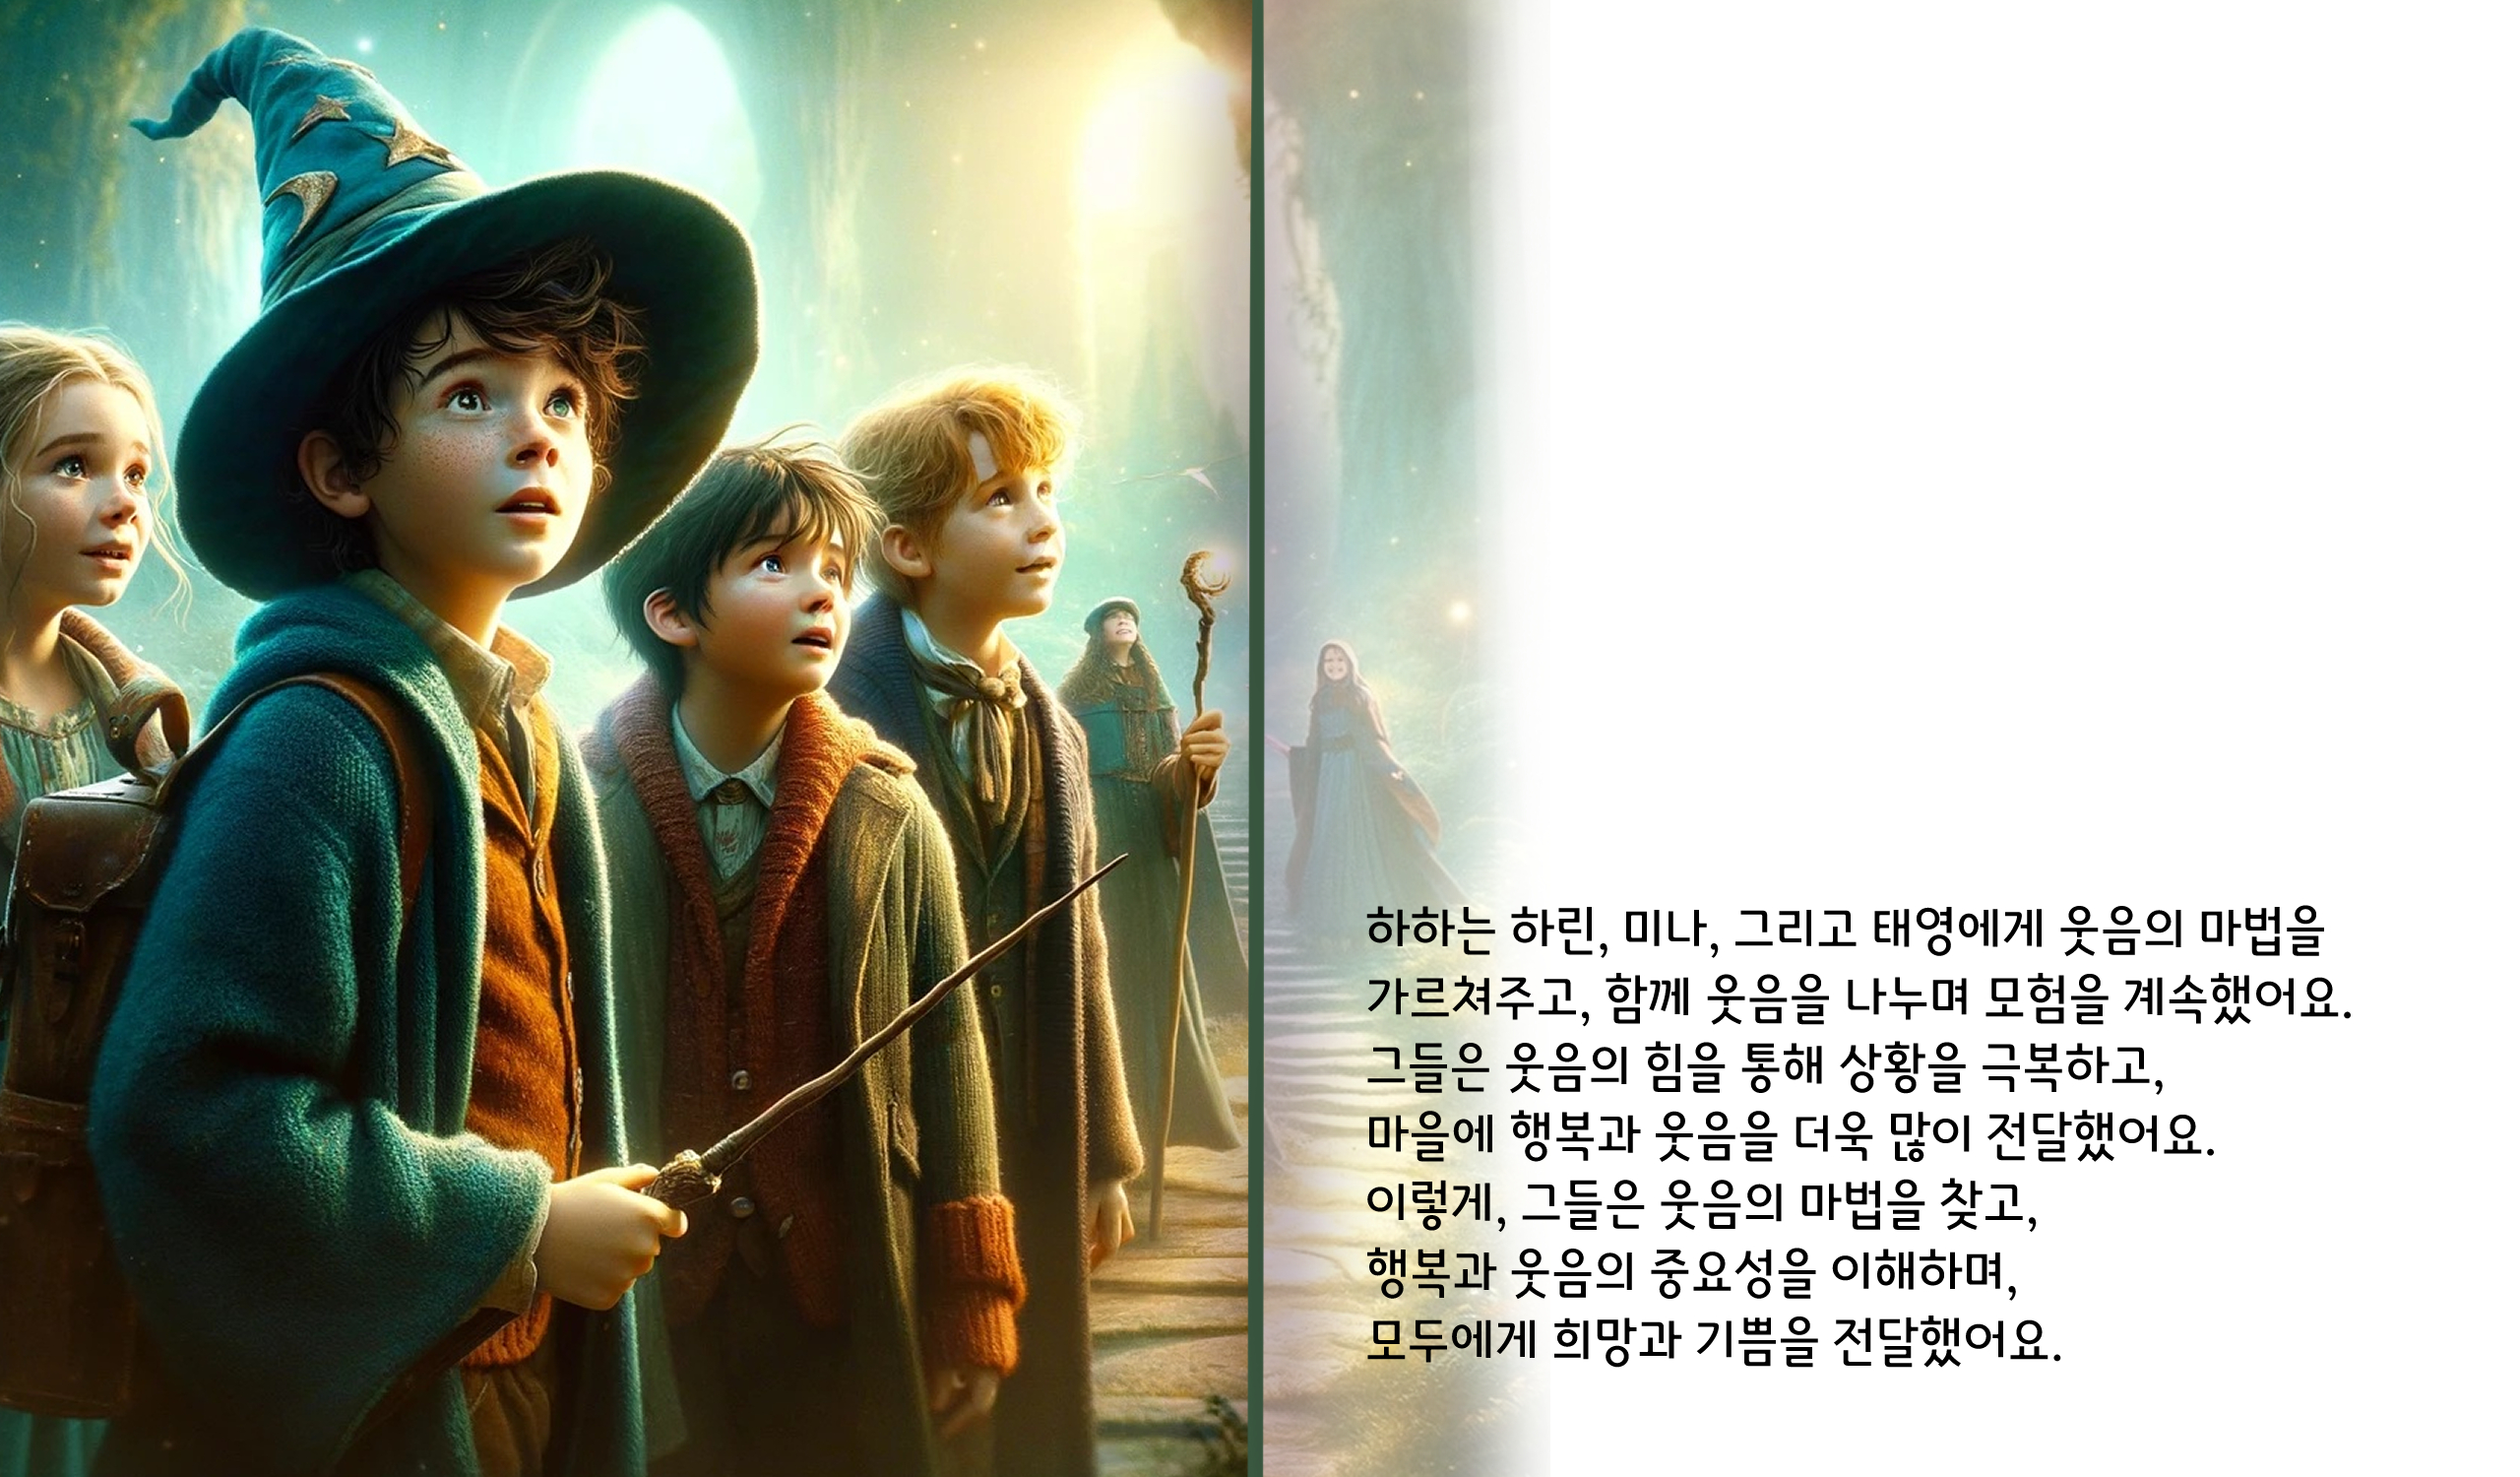 하하는 하린, 미나, 그리고 태영에게 웃음의 마법을
가르쳐주고, 함께 웃음을 나누며 모험을 계속했어요.
그들은 웃음의 힘을 통해 상황을 극복하고,
마을에 행복과 웃음을 더욱 많이 전달했어요.
이렇게, 그들은 웃음의 마법을 찾고,
행복과 웃음의 중요성을 이해하며,
모두에게 희망과 기쁨을 전달했어요.